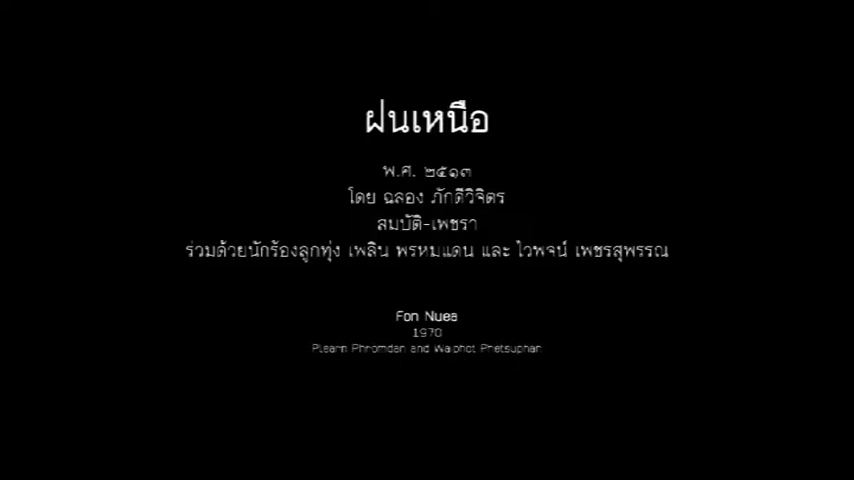 ฝนเหนือ
พ.ศ. ๒๕๑๓
โดย ฉลอง ภักดีวิจิตร
สมบัติ-เพชรา
ร่วมด้วยนักร้องลูกทุ่ง เพลิน พรหมแดน และ ไวพจน์ เพชรสุพรรณ
Fon Nuea
1970
Plearn Phromdan and Waiphot Phetsuphan